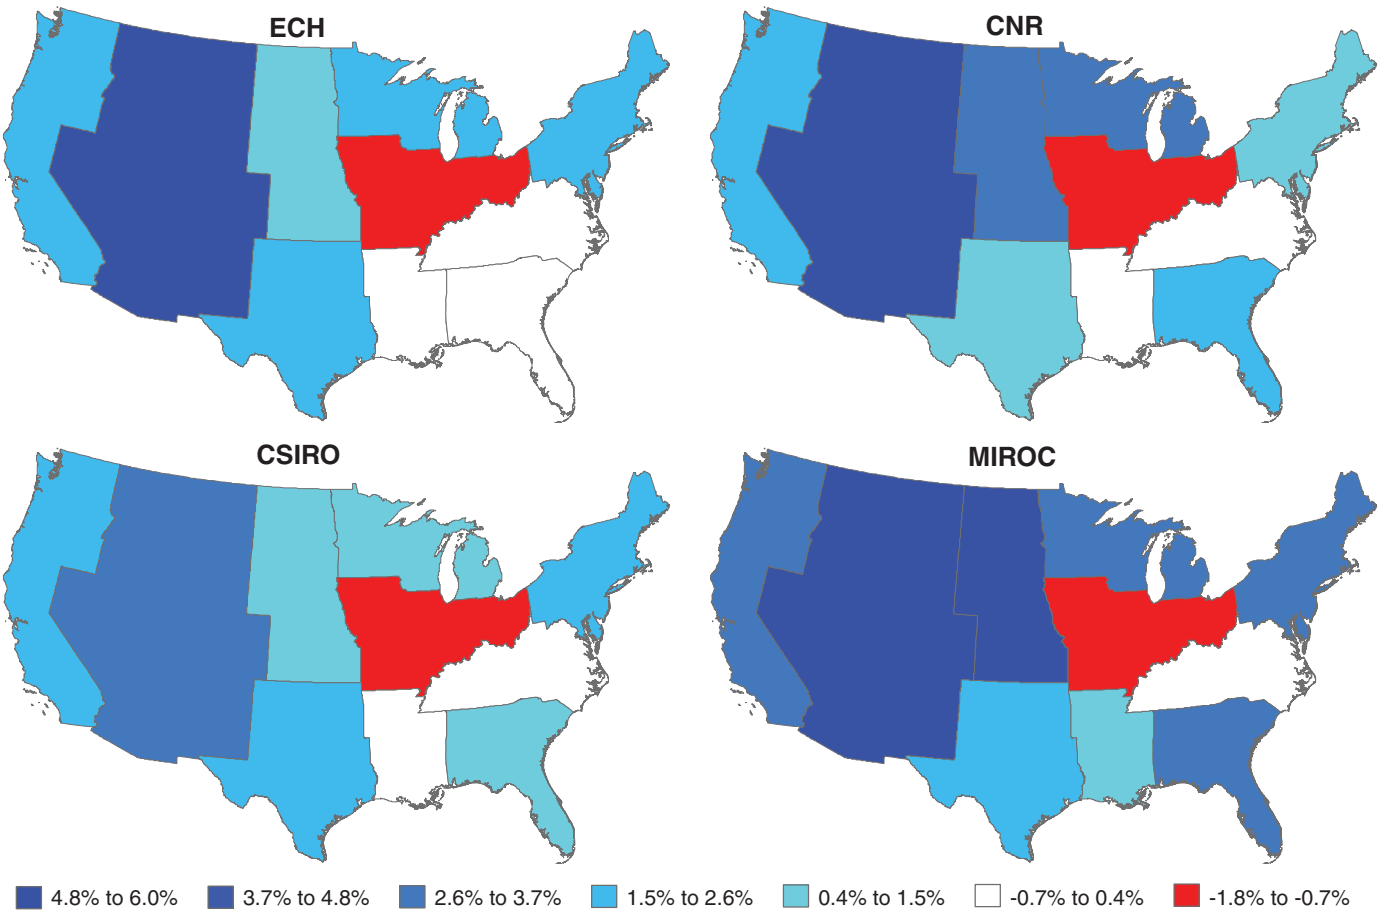 ECH
CNR
CSIRO
MIROC
4.8% to 6.0%
3.7% to 4.8%
2.6% to 3.7%
1.5% to 2.6%
0.4% to 1.5%
-0.7% to 0.4%
-1.8% to -0.7%